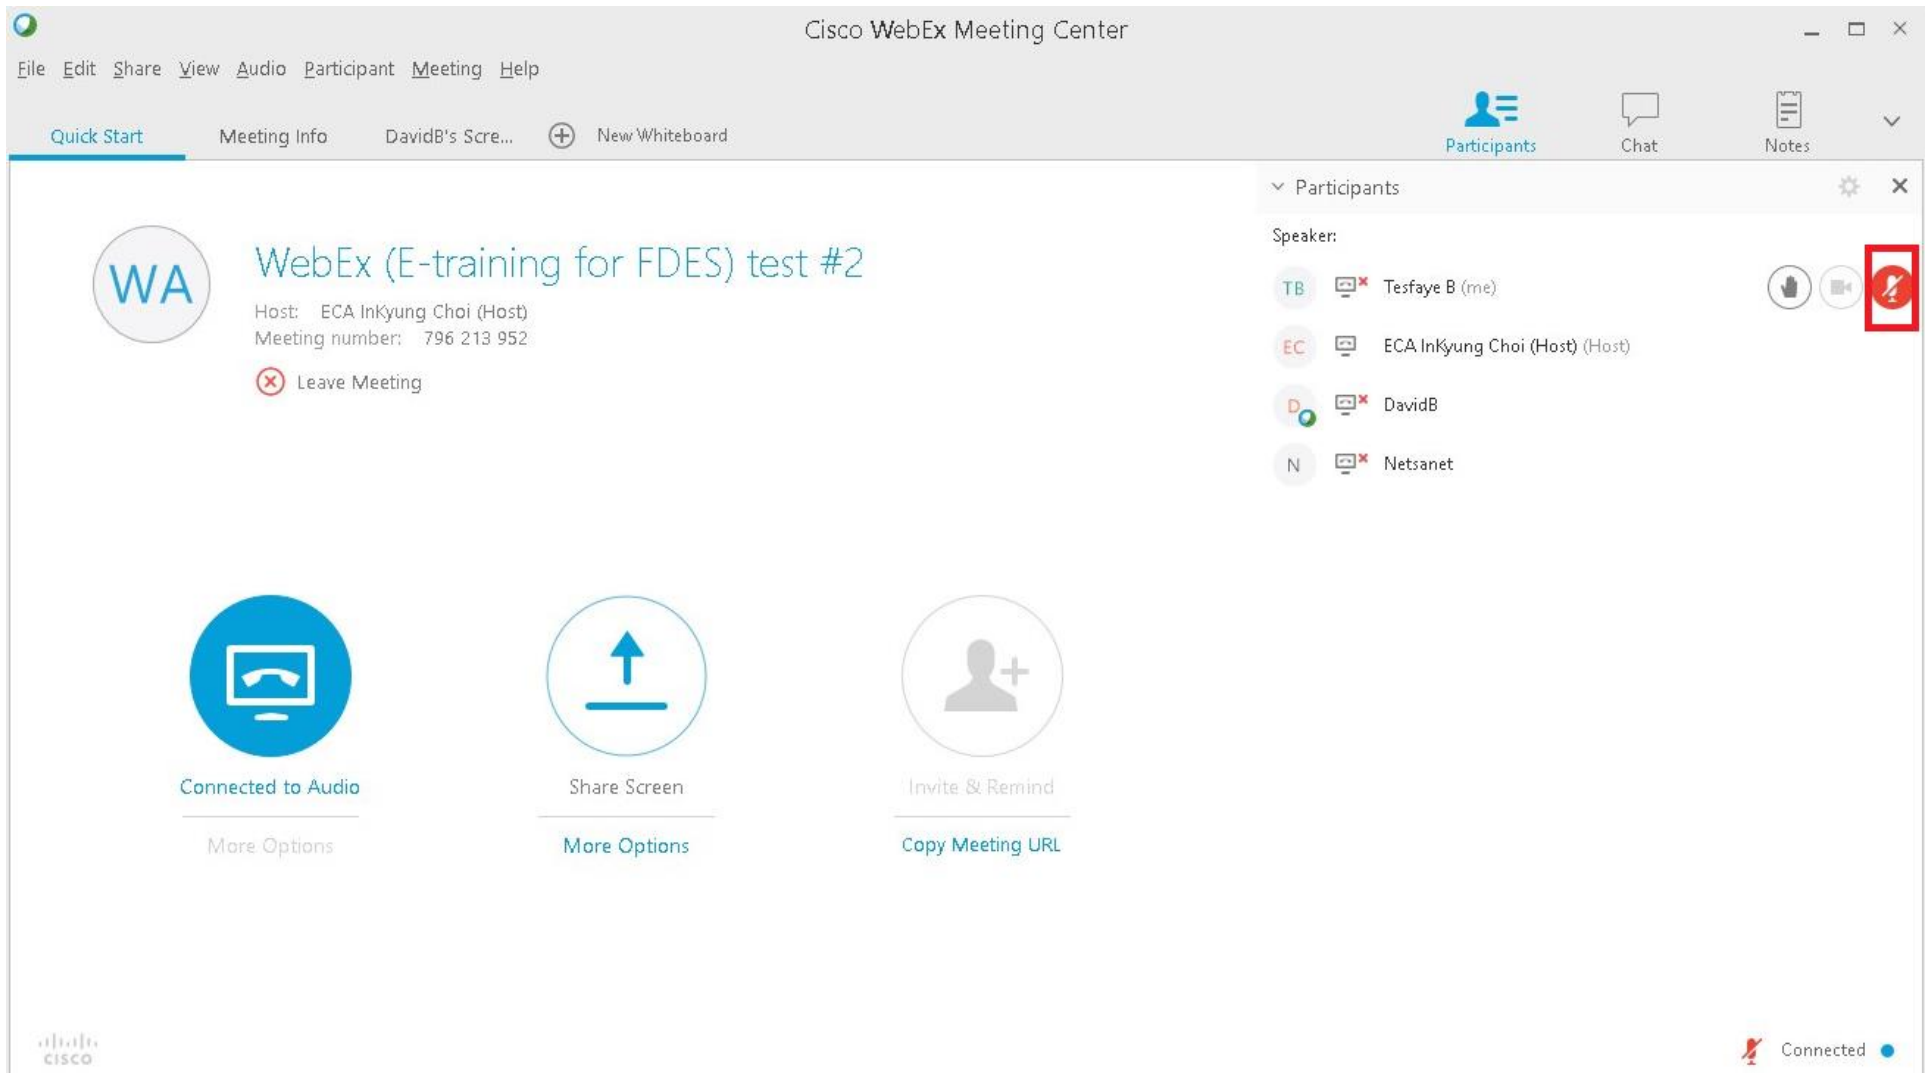 Cisco WebEx Meeting Center
File Edit Share View Audio Participant Meeting Help
Quick Start Meeting Info DavidB's Scre... New Whiteboard
Participants Chat Notes
Participants
Speaker:
TB Tesfaye B (me)
EC ECA InKyung Choi (Host) (Host)
D DavidB
N Netsanet
WA
WebEx (E-training for FDES) test #2
Host: ECA InKyung Choi (Host)
Meeting number: 796 213 952
Leave Meeting
Connected to Audio Share Screen Invite & Remind
More Options More Options Copy Meeting URL
CISCO
Connected